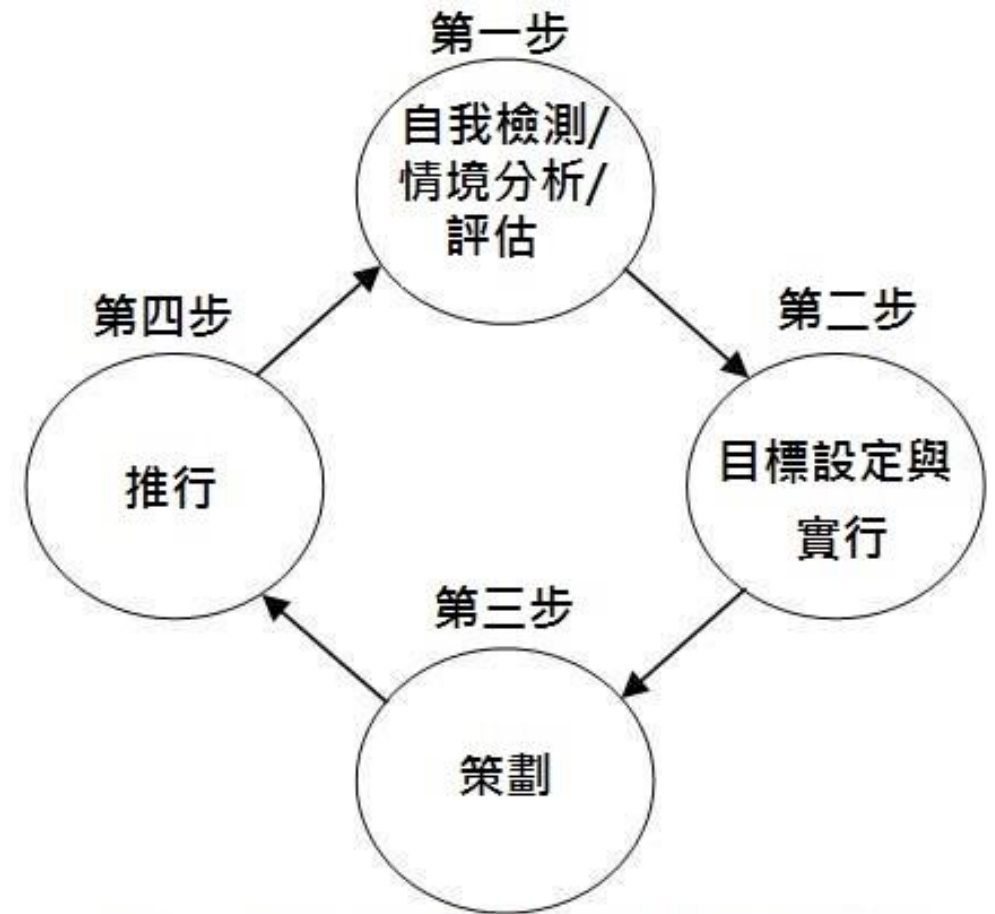 第一步
自我檢測/
情境分析/
評估
第二步
目標設定與
實行
第三步
策劃
第四步
推行